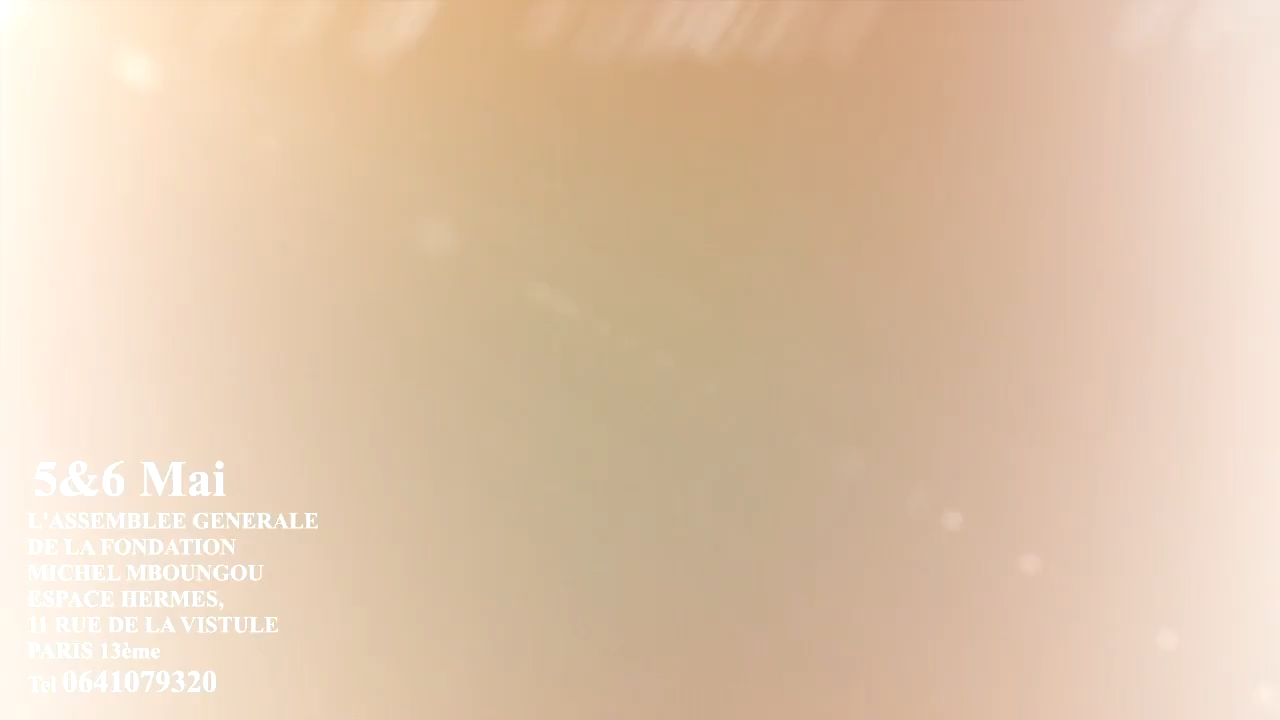 5&6 Mai
L'ASSEMBLEE GENERALE
DE LA FONDATION
MICHEL MBOUNGOU
ESPACE HERMES,
11 RUE DE LA VISTULE
PARIS 13ème
Tel 0641079320